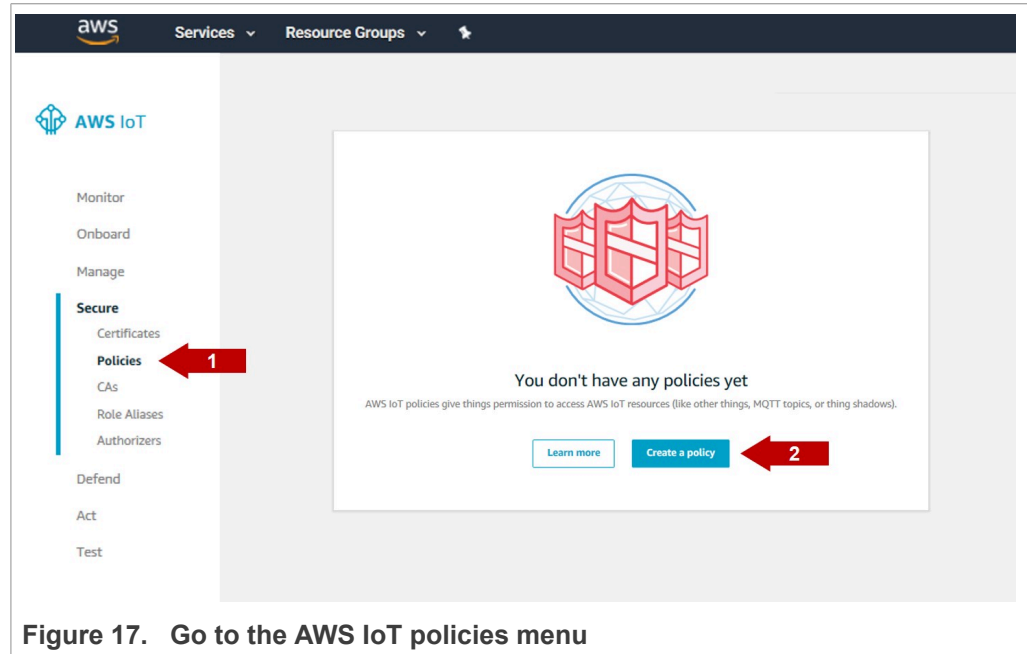 aws Services Resource Groups
AWS IoT
Monitor
Onboard
Manage
Secure
Certificates
Policies 1
CAs
Role Aliases
Authorizers
Defend
Act
Test
You don't have any policies yet
AWS IoT policies give things permission to access AWS IoT resources (like other things, MQTT topics, or thing shadows).
Learn more Create a policy 2
Figure 17. Go to the AWS IoT policies menu